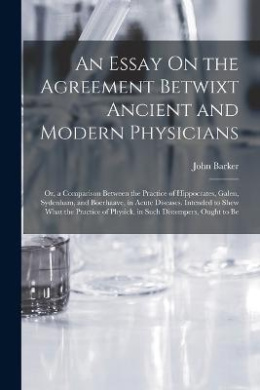 An Essay On the
Agreement Betwixt
Ancient and
Modern Physicians
John Barker
Or, a Comparison Between the Practice of Hippocrates, Galen,
Sydenham, and Boerhaave, in Acute Diseases. Intended to Shew
What the Practice of Physick, in Such Distempers, Ought to Be